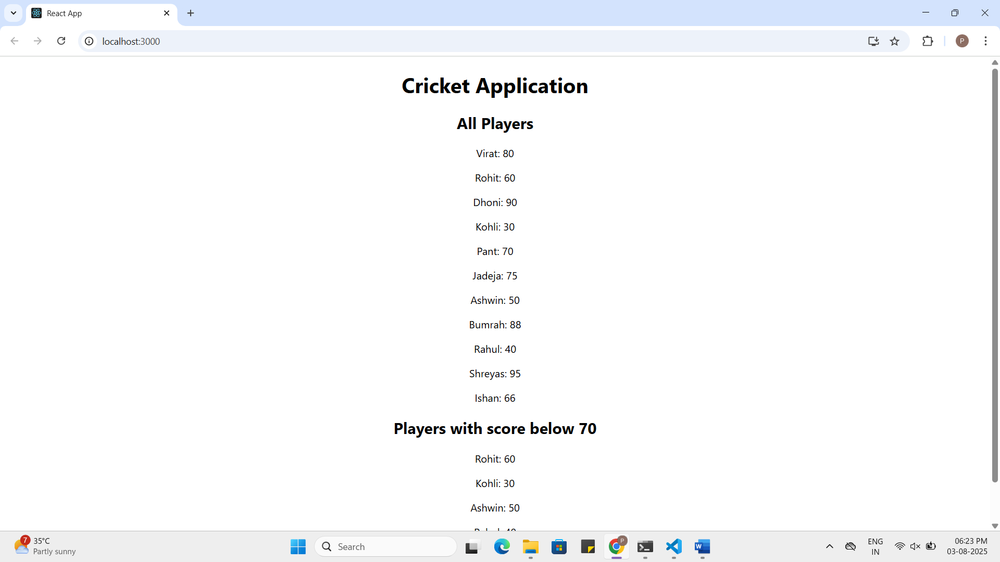 React App
localhost:3000
P
Cricket Application
All Players
Virat: 80
Rohit: 60
Dhoni: 90
Kohli: 30
Pant: 70
Jadeja: 75
Ashwin: 50
Bumrah: 88
Rahul: 40
Shreyas: 95
Ishan: 66
Players with score below 70
Rohit: 60
Kohli: 30
Ashwin: 50
7
35°C
Partly sunny
Search
P
W
ENG
IN
06:23 PM
03-08-2025